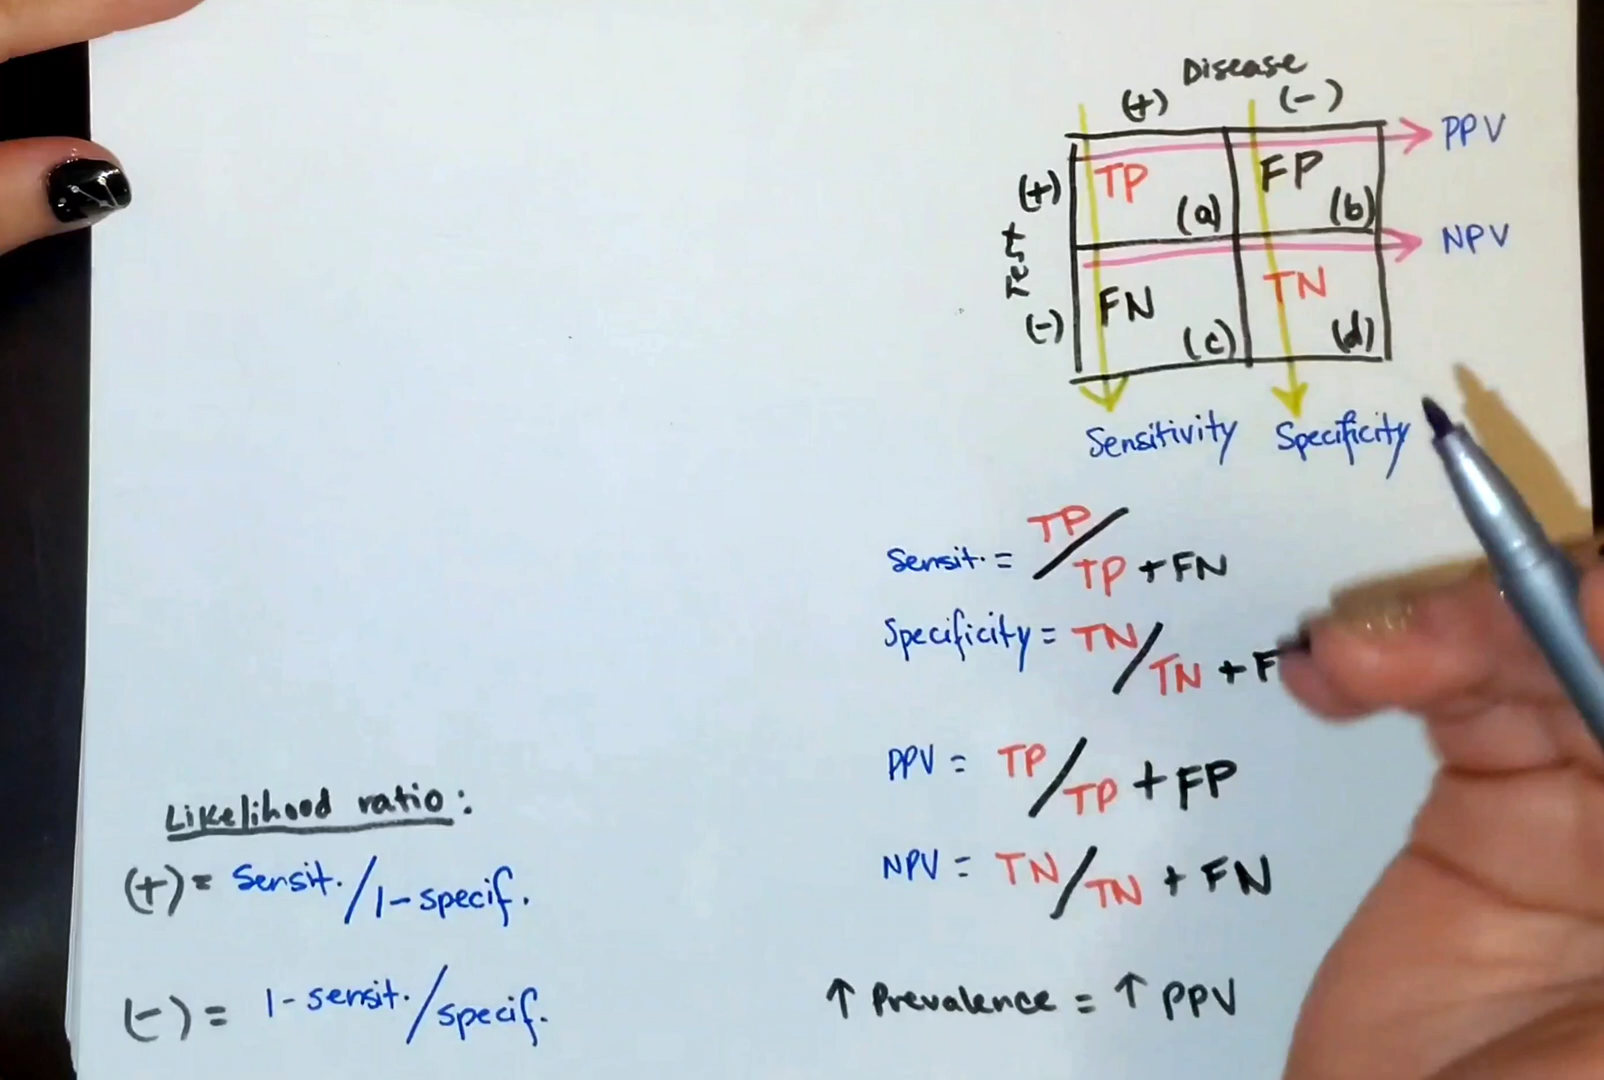 Disease
(+) (-)
(+) TP (a) FP (b) PPV
Test
(-) FN (c) TN (d) NPV
Sensitivity Specificity
Sensit. = TP/TP + FN
Specificity = TN/TN + F
PPV = TP/TP + FP
NPV = TN/TN + FN
↑ Prevalence = ↑ PPV
Likelihood ratio:
(+) = Sensit./1-specif.
(-) = 1-sensit./specif.